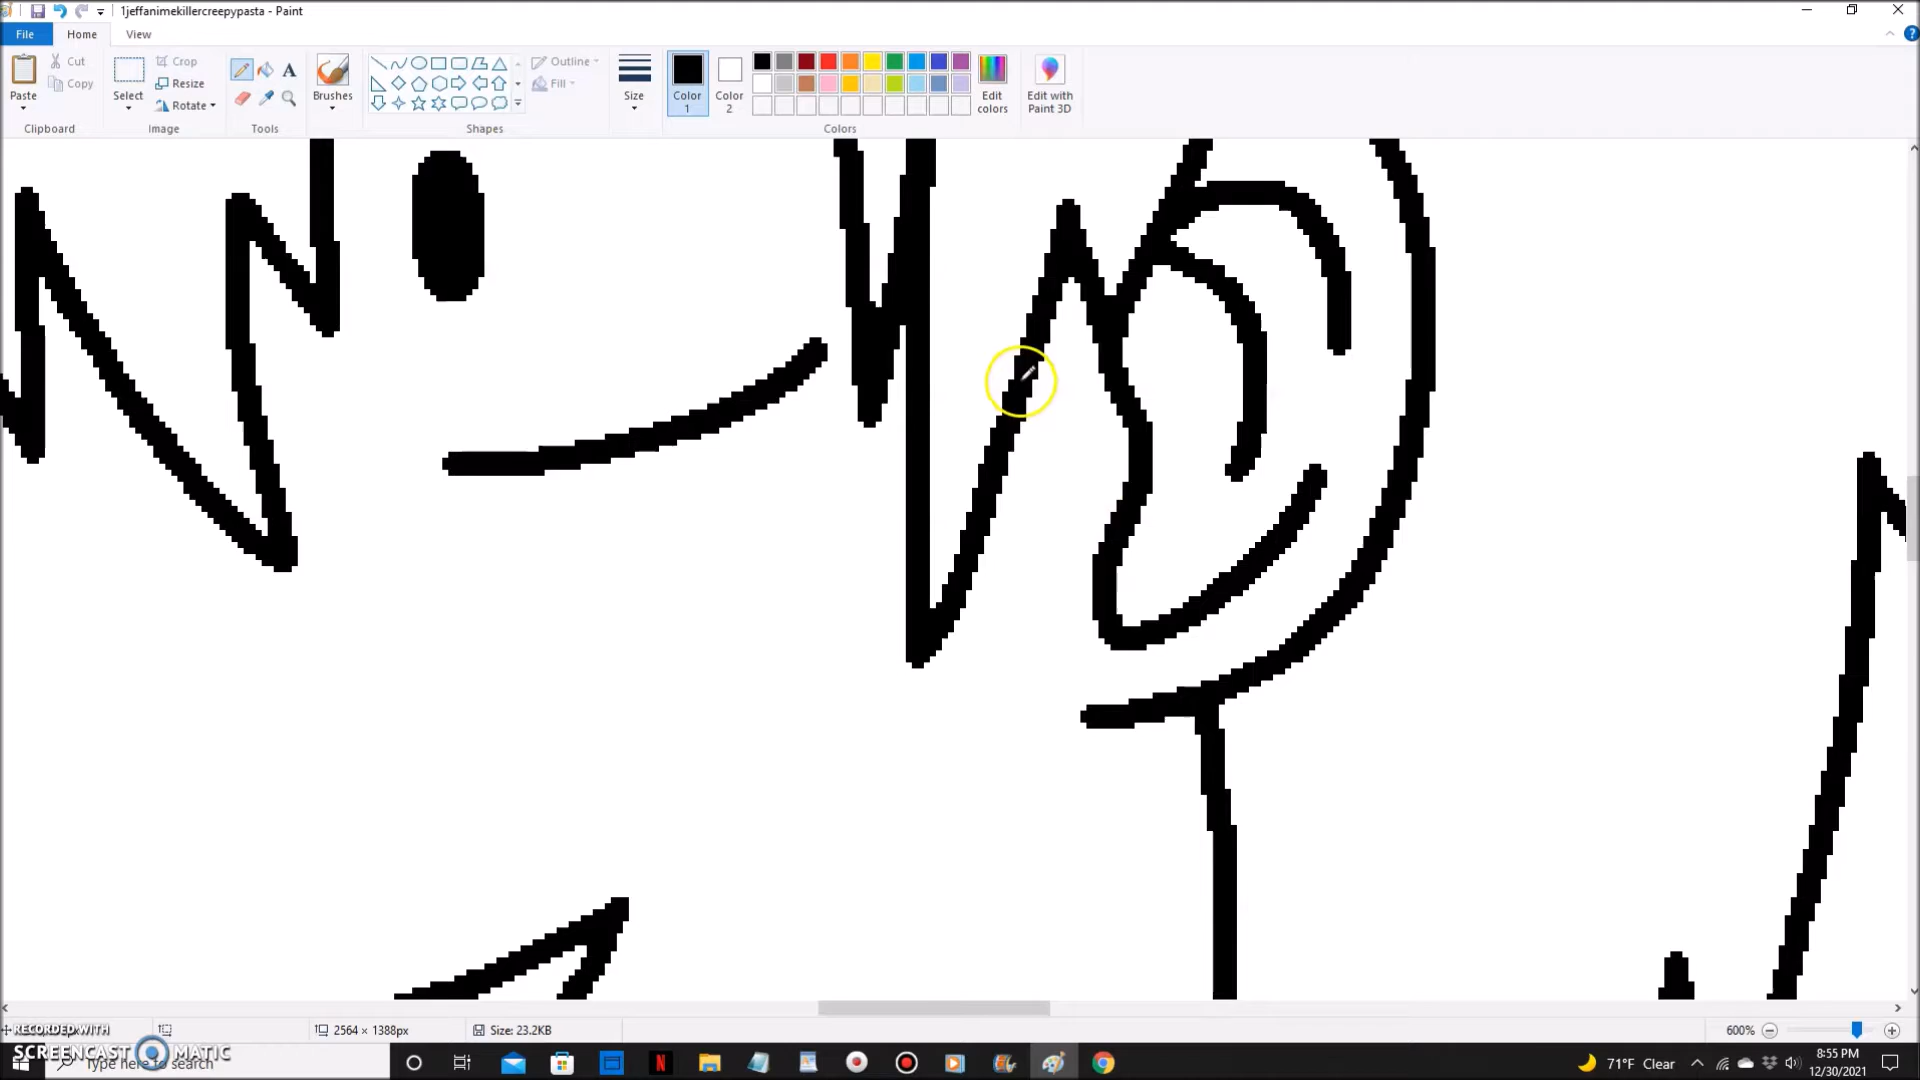 1jeffanimekillercreepypasta - Paint
File Home View
Cut
Copy
Paste
Clipboard
Crop
Resize
Rotate
Select
Image
A
Tools
Brushes
Outline
Fill
Shapes
Size
Color
1
Color
2
Edit
colors
Edit with
Paint 3D
Colors
RECORDED WITH
2564 × 1388px
Size: 23.2KB
600%
SCREENCAST MATIC
Type here to search
71°F Clear
8:55 PM
12/30/2021